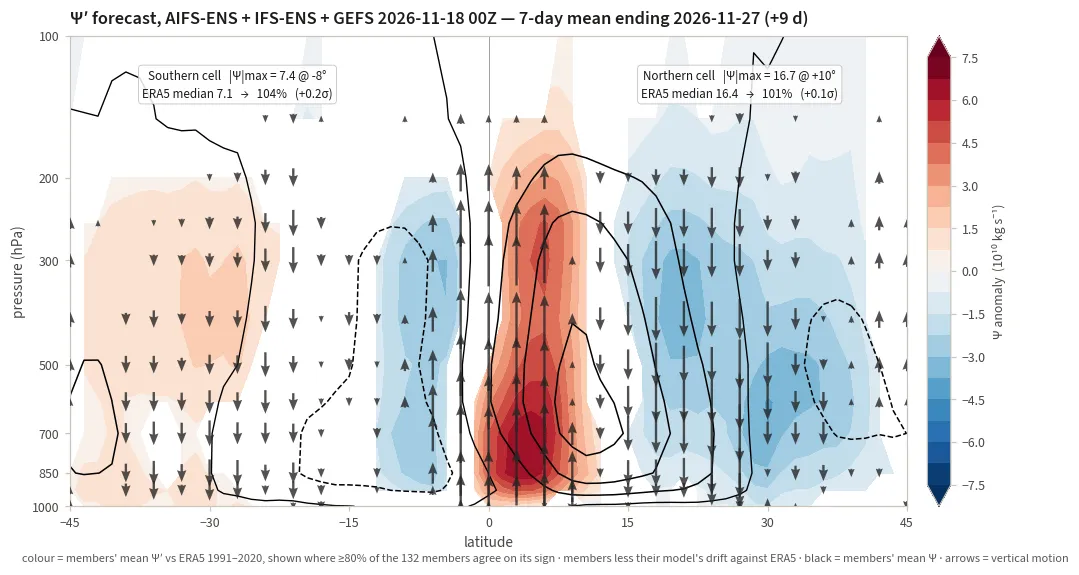 Ψ′ forecast, AIFS-ENS + IFS-ENS + GEFS 2026-11-18 00Z — 7-day mean ending 2026-11-27 (+9 d)
Southern cell |Ψ|max = 7.4 @ -8°
ERA5 median 7.1 → 104% (+0.2σ)
Northern cell |Ψ|max = 16.7 @ +10°
ERA5 median 16.4 → 101% (+0.1σ)
pressure (hPa)
100
200
300
500
700
850
1000
−45
−30
−15
0
15
30
45
latitude
7.5
6.0
4.5
3.0
1.5
0.0
−1.5
−3.0
−4.5
−6.0
−7.5
Ψ anomaly (10¹⁰ kg s⁻¹)
colour = members' mean Ψ′ vs ERA5 1991–2020, shown where ≥80% of the 132 members agree on its sign · members less their model's drift against ERA5 · black = members' mean Ψ · arrows = vertical motion